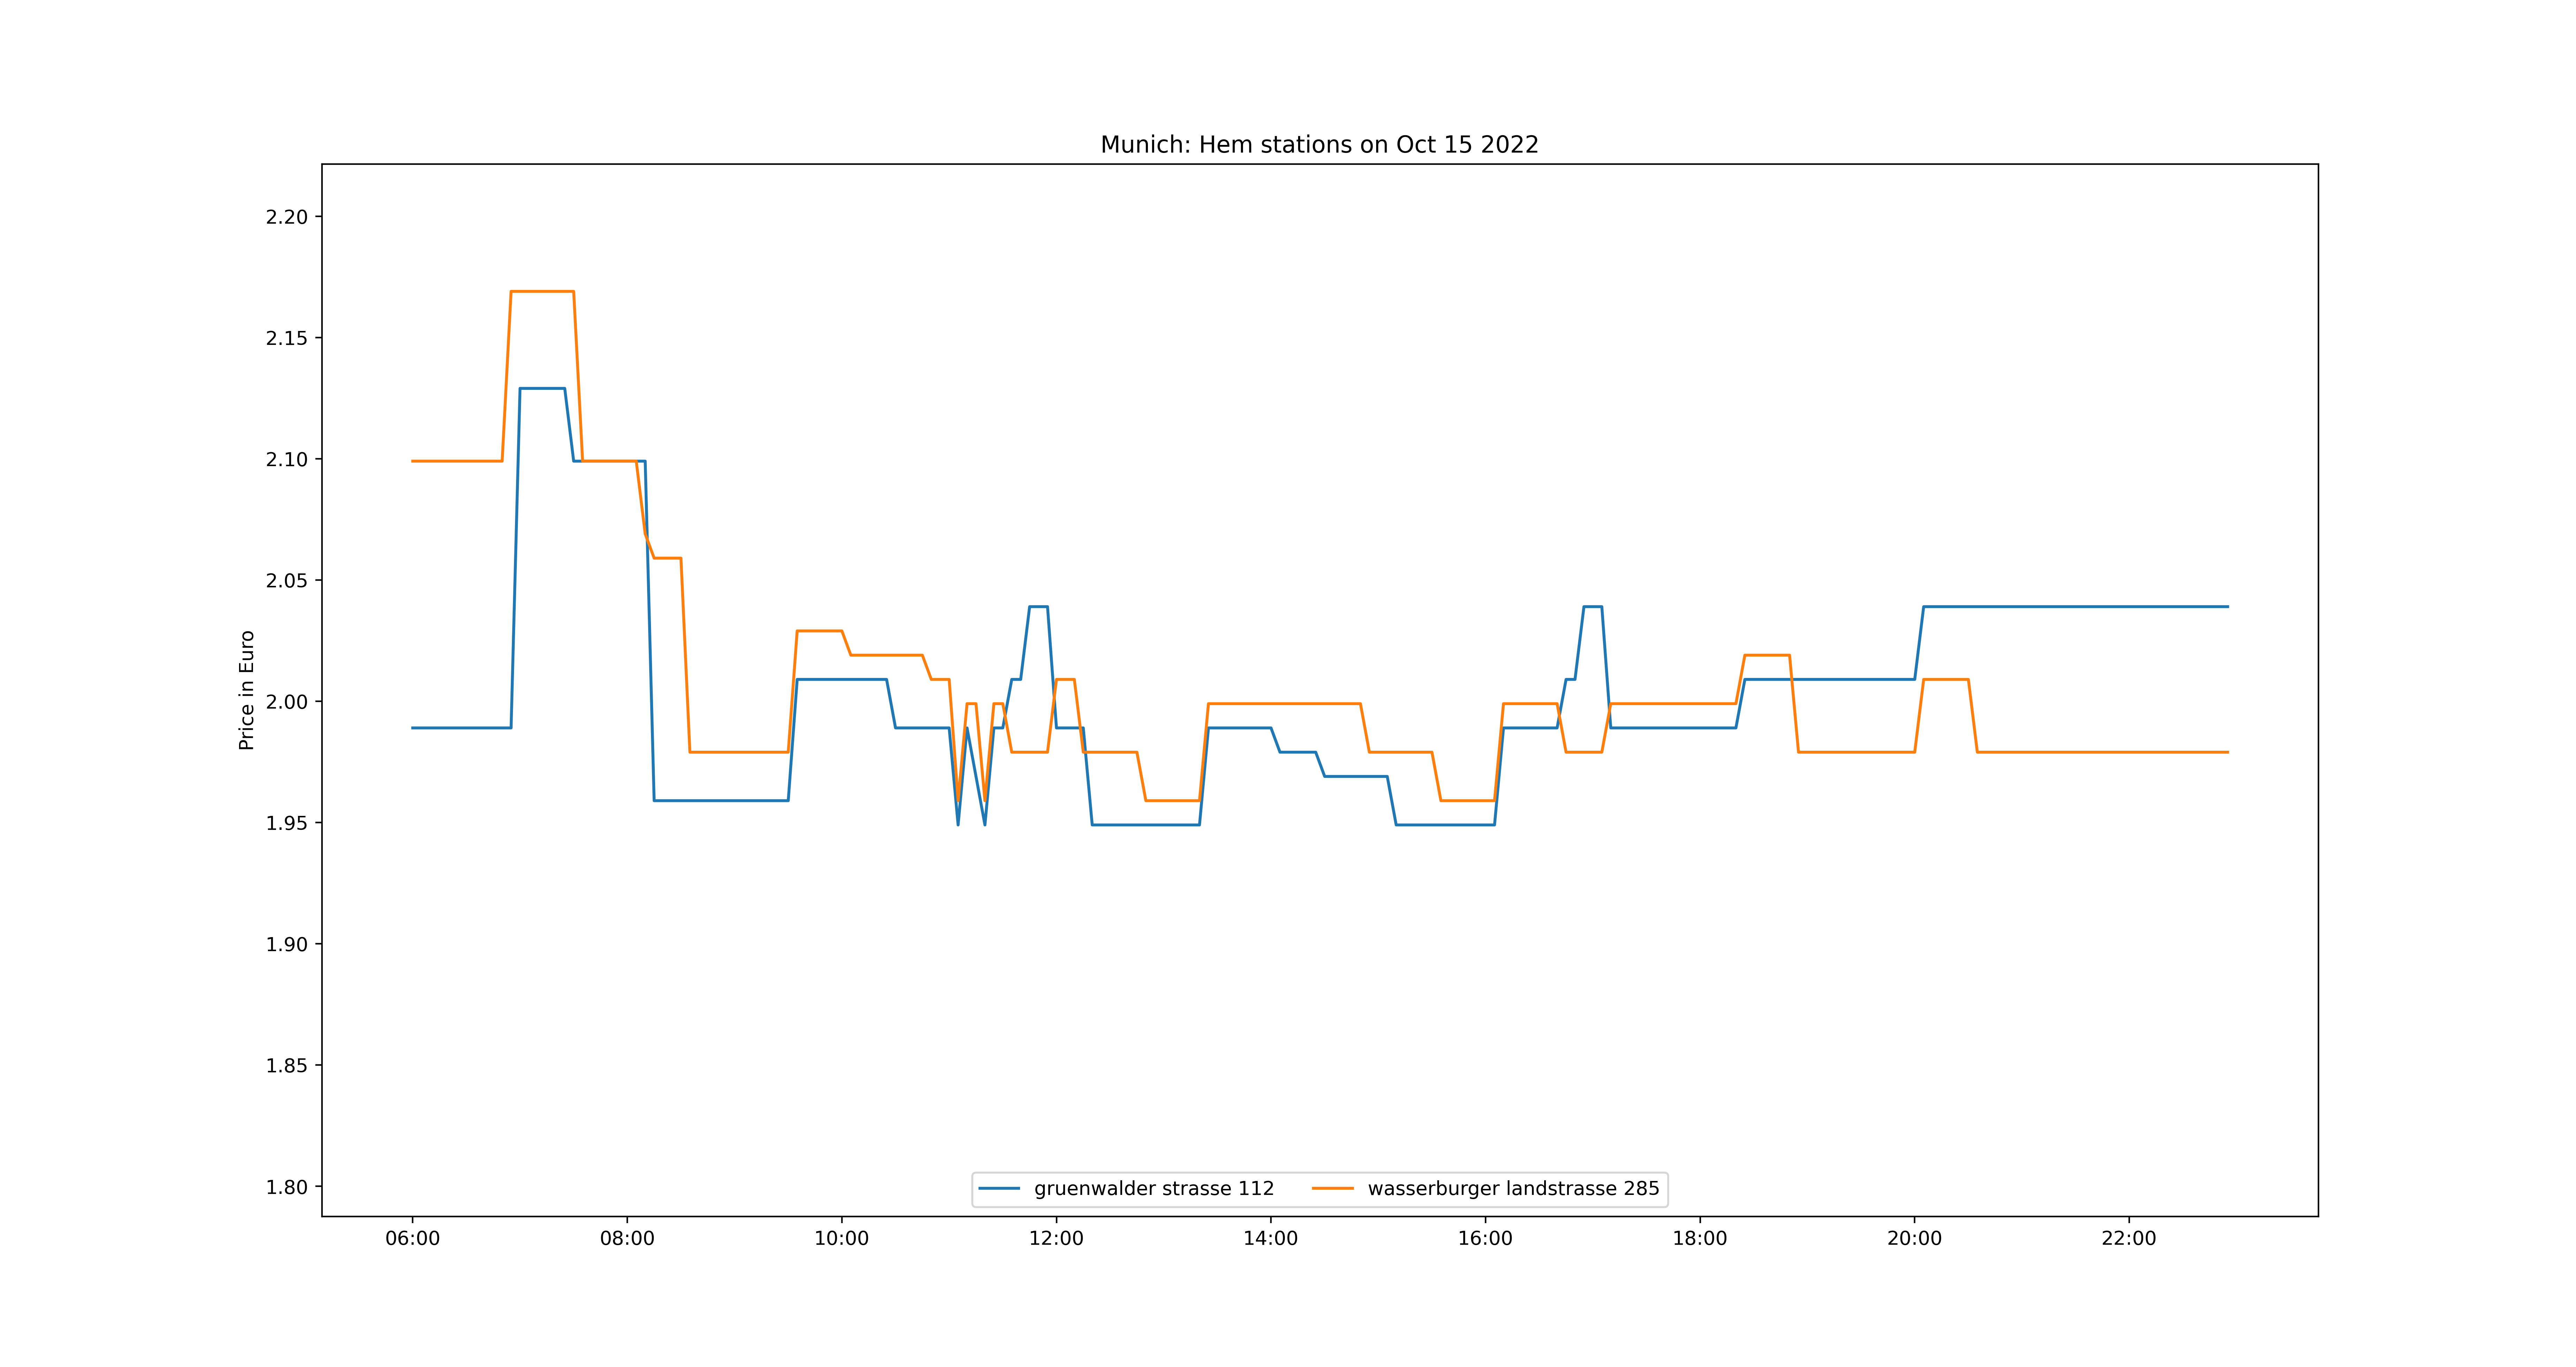 Munich: Hem stations on Oct 15 2022
Price in Euro
2.20
2.15
2.10
2.05
2.00
1.95
1.90
1.85
1.80
gruenwalder strasse 112 wasserburger landstrasse 285
06:00 08:00 10:00 12:00 14:00 16:00 18:00 20:00 22:00